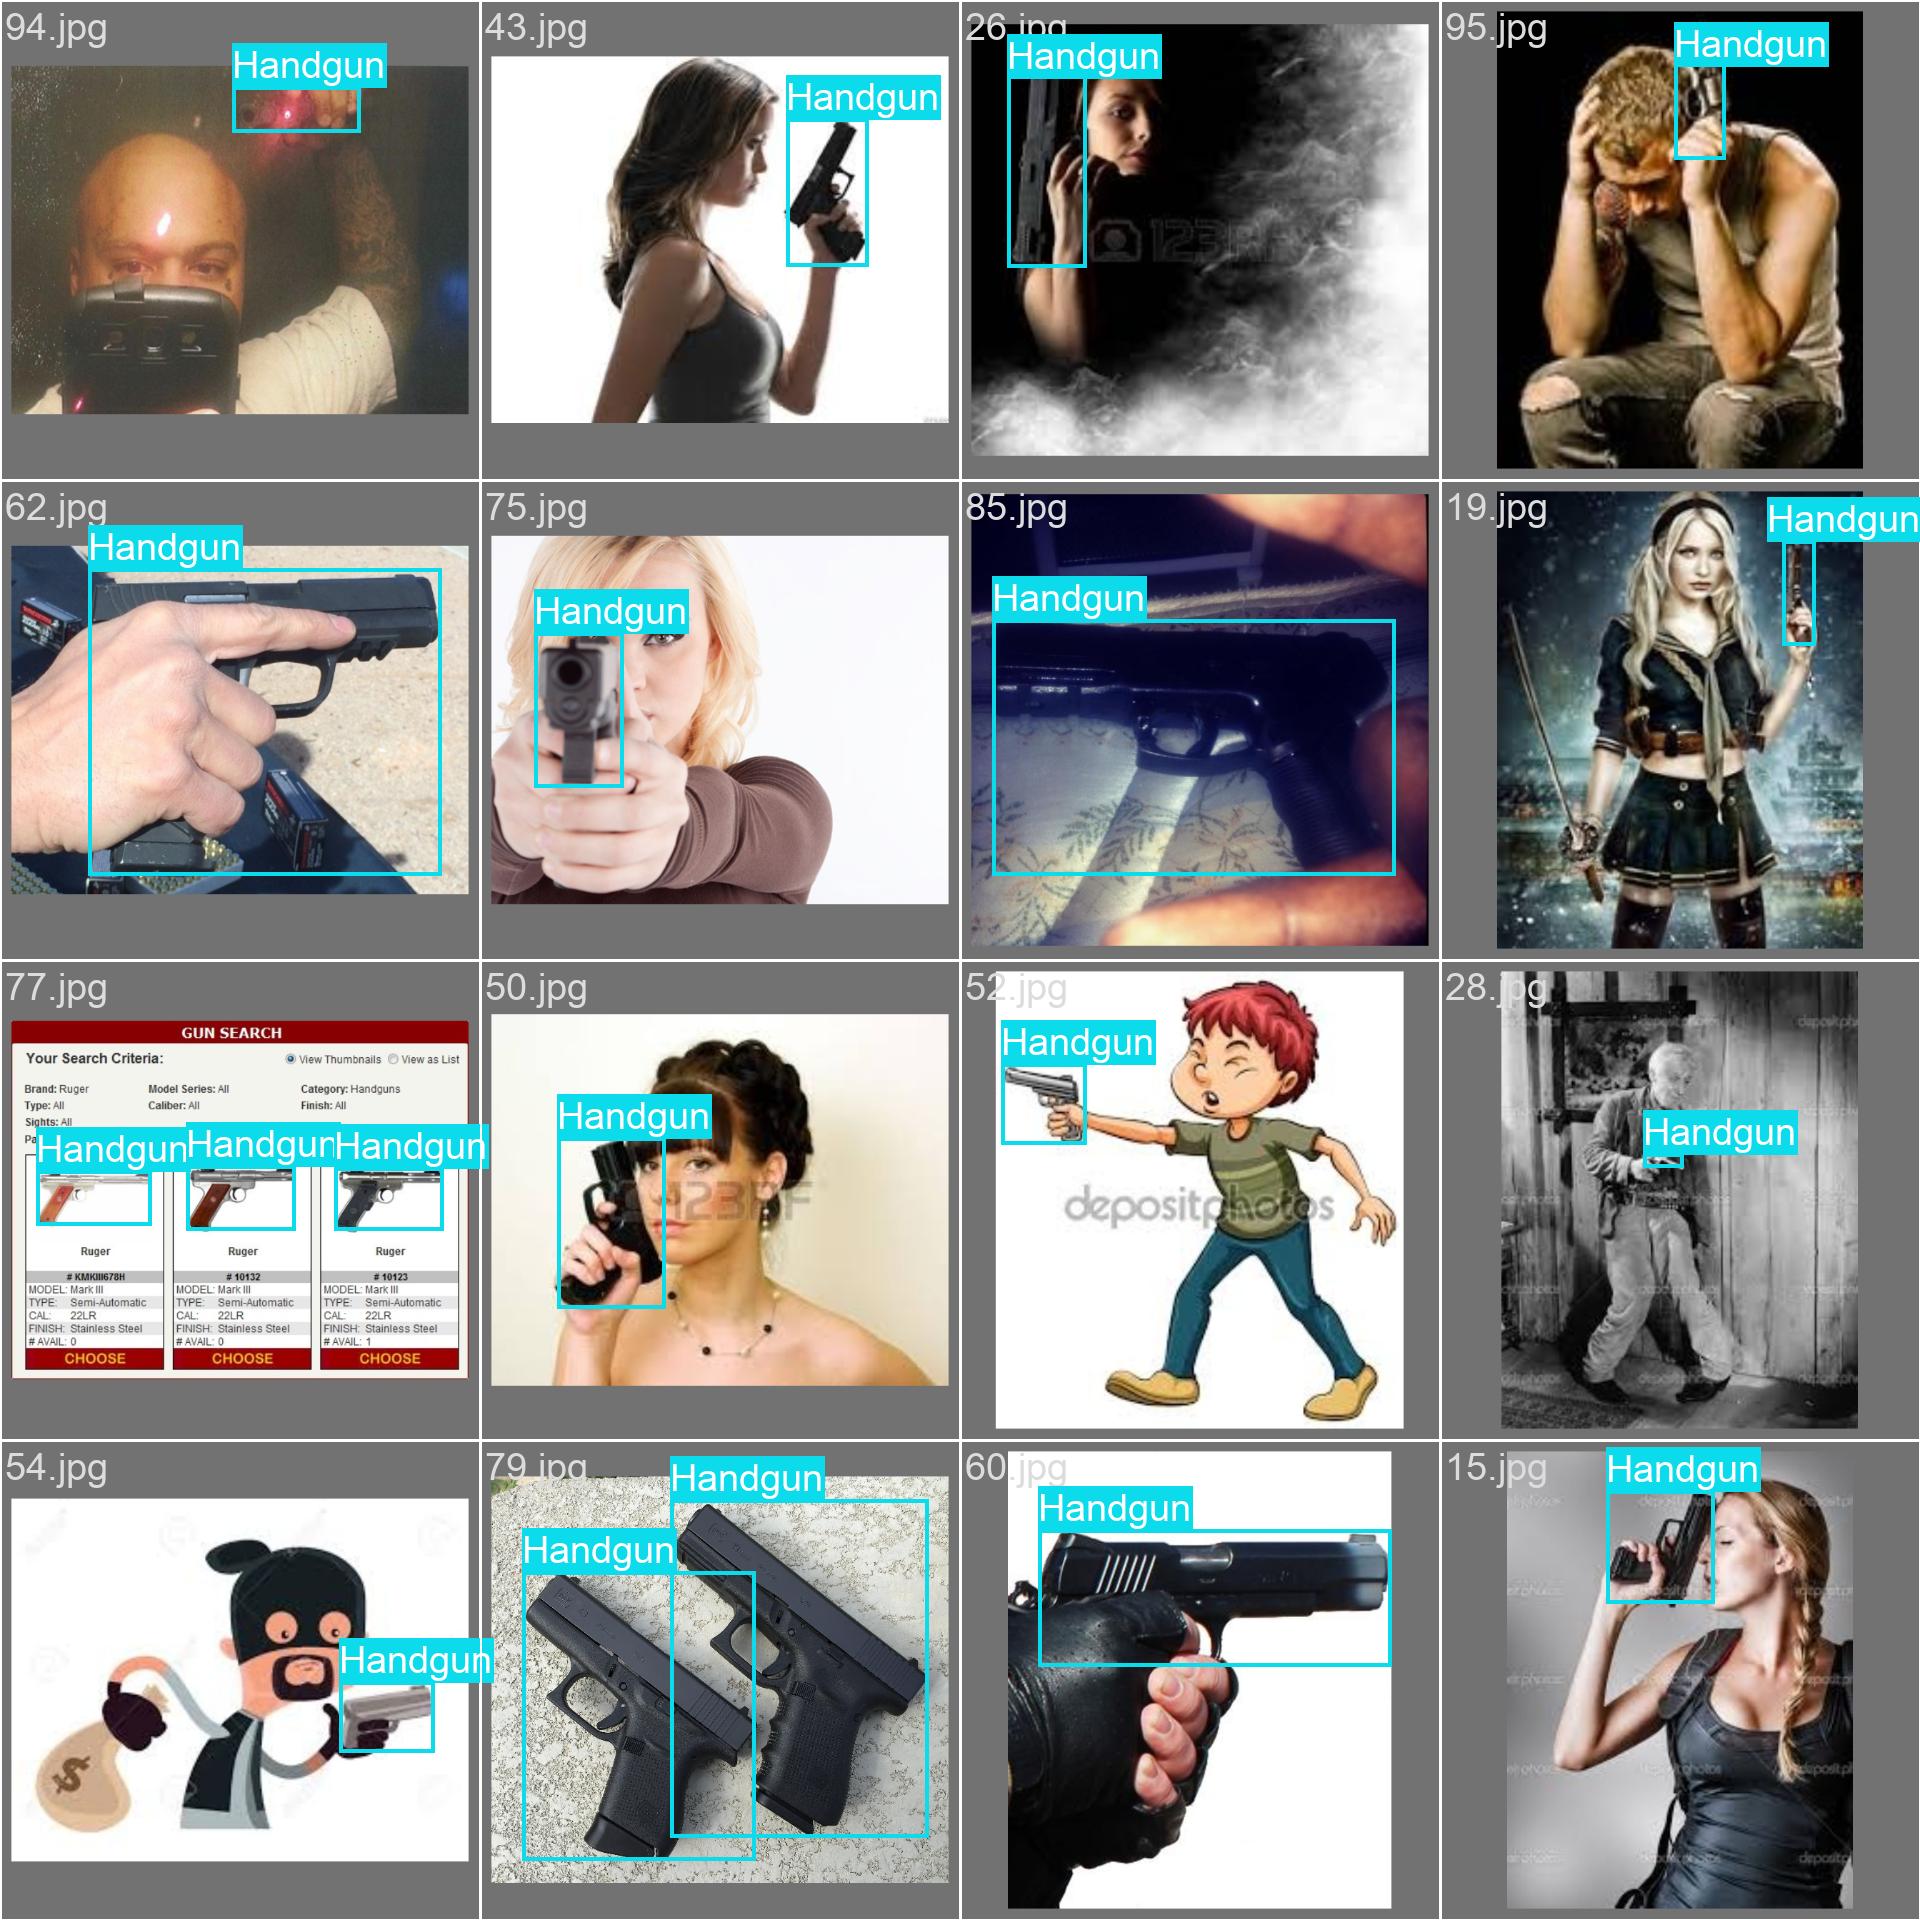 94.jpg
43.jpg
26.jpg
95.jpg
Handgun
Handgun
Handgun
Handgun
123RF
62.jpg
75.jpg
85.jpg
19.jpg
Handgun
Handgun
Handgun
Handgun
77.jpg
50.jpg
52.jpg
28.jpg
GUN SEARCH
Your Search Criteria:
View Thumbnails
View as List
Brand: Ruger
Model Series: All
Category: Handguns
Type: All
Caliber: All
Finish: All
Sights: All
Pa
Handgun
Handgun
Handgun
Ruger
Ruger
Ruger
# KMKIII678H
# 10132
# 10123
MODEL: Mark III
MODEL: Mark III
MODEL: Mark III
TYPE: Semi-Automatic
TYPE: Semi-Automatic
TYPE: Semi-Automatic
CAL: 22LR
CAL: 22LR
CAL: 22LR
FINISH: Stainless Steel
FINISH: Stainless Steel
FINISH: Stainless Steel
# AVAIL: 0
# AVAIL: 0
# AVAIL: 1
CHOOSE
CHOOSE
CHOOSE
Handgun
123RF
Handgun
depositphotos
Handgun
54.jpg
79.jpg
60.jpg
15.jpg
Handgun
$
Handgun
Handgun
Handgun
Handgun
depositphotos